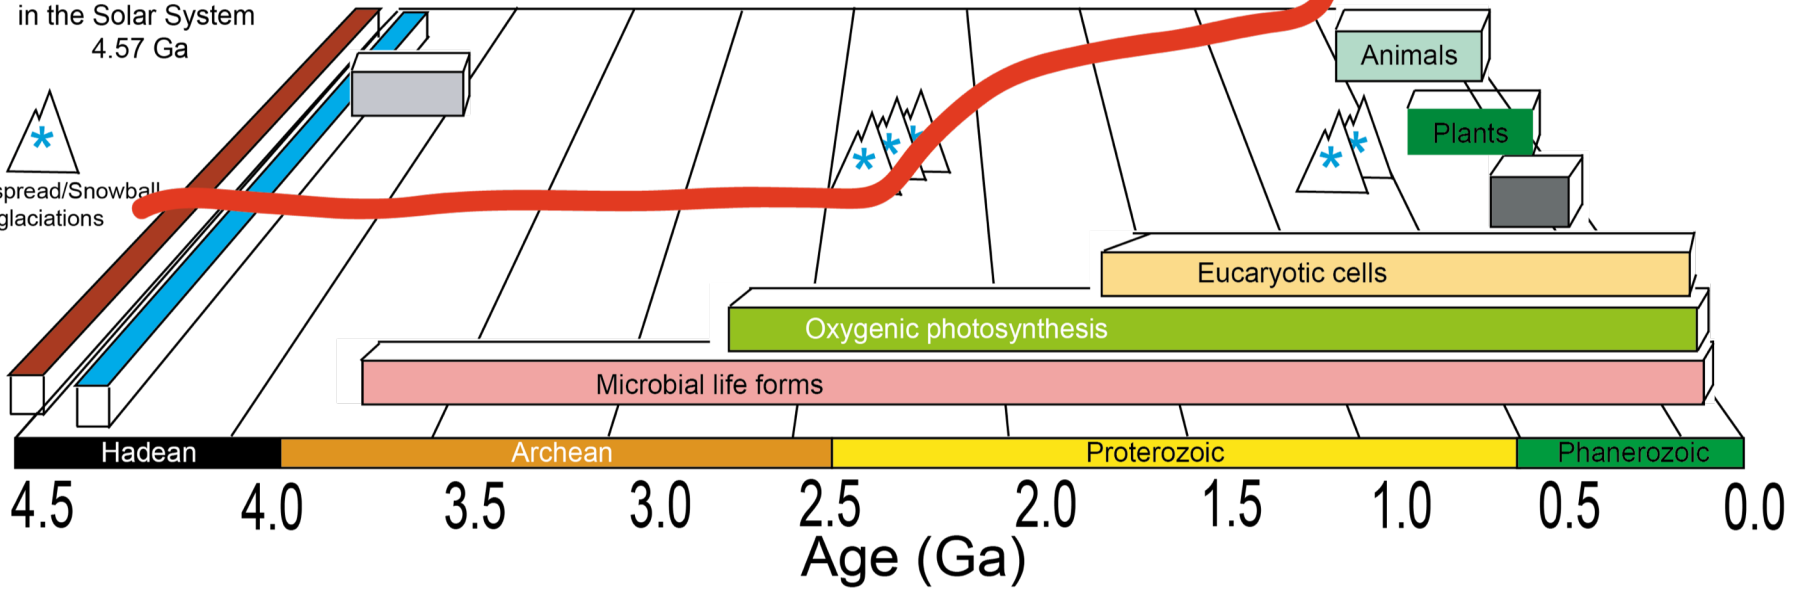 in the Solar System
4.57 Ga
Animals
Plants
spread/Snowball
glaciations
Eucaryotic cells
Oxygenic photosynthesis
Microbial life forms
Hadean Archean Proterozoic Phanerozoic
4.5 4.0 3.5 3.0 2.5 2.0 1.5 1.0 0.5 0.0
Age (Ga)